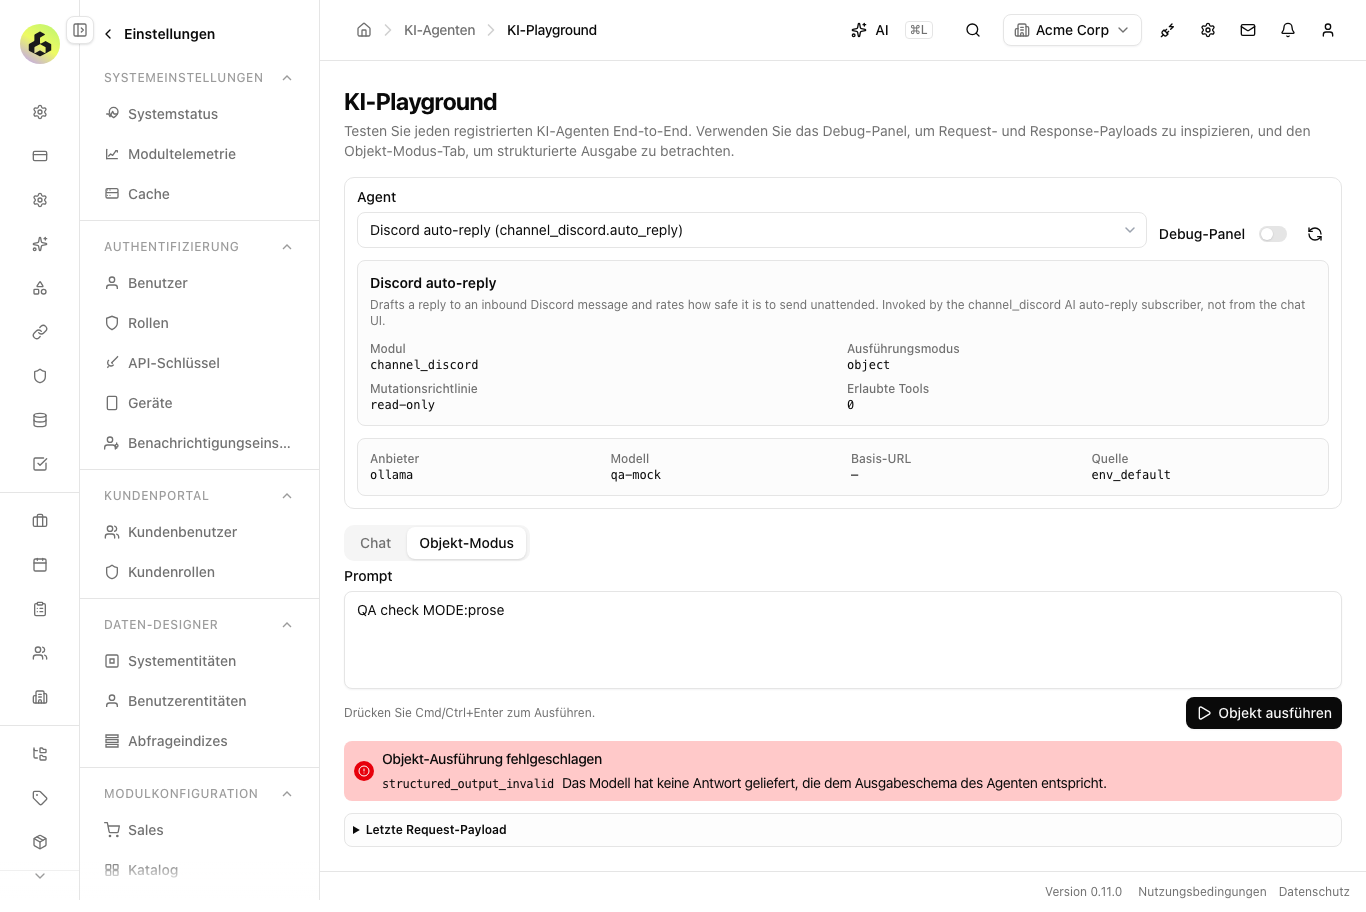 Einstellungen
SYSTEMEINSTELLUNGEN
Systemstatus
Modultelemetrie
Cache
AUTHENTIFIZIERUNG
Benutzer
Rollen
API-Schlüssel
Geräte
Benachrichtigungseins...
KUNDENPORTAL
Kundenbenutzer
Kundenrollen
DATEN-DESIGNER
Systementitäten
Benutzerentitäten
Abfrageindizes
MODULKONFIGURATION
Sales
Katalog
KI-Agenten
KI-Playground
AI
⌘L
Acme Corp
KI-Playground
Testen Sie jeden registrierten KI-Agenten End-to-End. Verwenden Sie das Debug-Panel, um Request- und Response-Payloads zu inspizieren, und den
Objekt-Modus-Tab, um strukturierte Ausgabe zu betrachten.
Agent
Discord auto-reply (channel_discord.auto_reply)
Debug-Panel
Discord auto-reply
Drafts a reply to an inbound Discord message and rates how safe it is to send unattended. Invoked by the channel_discord AI auto-reply subscriber, not from the chat
UI.
Modul
channel_discord
Ausführungsmodus
object
Mutationsrichtlinie
read-only
Erlaubte Tools
0
Anbieter
ollama
Modell
qa-mock
Basis-URL
—
Quelle
env_default
Chat
Objekt-Modus
Prompt
QA check MODE:prose
Drücken Sie Cmd/Ctrl+Enter zum Ausführen.
Objekt ausführen
Objekt-Ausführung fehlgeschlagen
structured_output_invalid Das Modell hat keine Antwort geliefert, die dem Ausgabeschema des Agenten entspricht.
Letzte Request-Payload
Version 0.11.0
Nutzungsbedingungen
Datenschutz